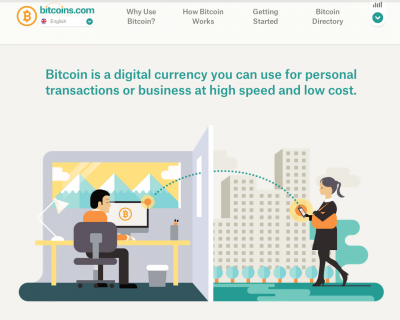 bitcoins.com
English
Why Use
Bitcoin?
How Bitcoin
Works
Getting
Started
Bitcoin
Directory
Bitcoin is a digital currency you can use for personal
transactions or business at high speed and low cost.